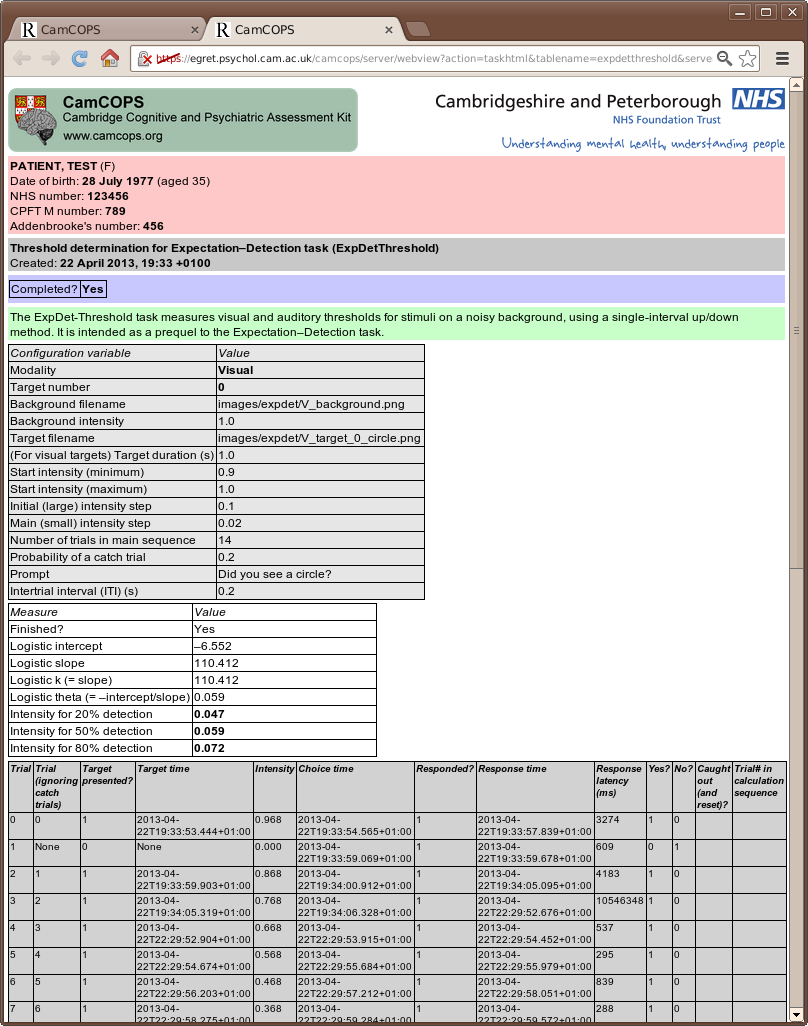 CamCOPS
CamCOPS
https://egret.psychol.cam.ac.uk/camcops/server/webview?action=taskhtml&tablename=expdetthreshold&serve
CamCOPS
Cambridge Cognitive and Psychiatric Assessment Kit
www.camcops.org
Cambridgeshire and Peterborough NHS
NHS Foundation Trust
Understanding mental health, understanding people
PATIENT, TEST (F)
Date of birth: 28 July 1977 (aged 35)
NHS number: 123456
CPFT M number: 789
Addenbrooke's number: 456
Threshold determination for Expectation–Detection task (ExpDetThreshold)
Created: 22 April 2013, 19:33 +0100
Completed? Yes
The ExpDet-Threshold task measures visual and auditory thresholds for stimuli on a noisy background, using a single-interval up/down
method. It is intended as a prequel to the Expectation–Detection task.
Configuration variable Value
Modality Visual
Target number 0
Background filename images/expdet/V_background.png
Background intensity 1.0
Target filename images/expdet/V_target_0_circle.png
(For visual targets) Target duration (s) 1.0
Start intensity (minimum) 0.9
Start intensity (maximum) 1.0
Initial (large) intensity step 0.1
Main (small) intensity step 0.02
Number of trials in main sequence 14
Probability of a catch trial 0.2
Prompt Did you see a circle?
Intertrial interval (ITI) (s) 0.2
Measure Value
Finished? Yes
Logistic intercept –6.552
Logistic slope 110.412
Logistic k (= slope) 110.412
Logistic theta (= –intercept/slope) 0.059
Intensity for 20% detection 0.047
Intensity for 50% detection 0.059
Intensity for 80% detection 0.072
Trial Trial Target Target time Intensity Choice time Responded? Response time Response Yes? No? Caught Trial# in
(ignoring presented? latency out calculation
catch (ms) (and sequence
trials) reset)?
0 0 1 2013-04- 0.968 2013-04- 1 2013-04- 3274 1 0
22T19:33:53.444+01:00 22T19:33:54.565+01:00 22T19:33:57.839+01:00
1 None 0 None 0.000 2013-04- 1 2013-04- 609 0 1
22T19:33:59.069+01:00 22T19:33:59.678+01:00
2 1 1 2013-04- 0.868 2013-04- 1 2013-04- 4183 1 0
22T19:33:59.903+01:00 22T19:34:00.912+01:00 22T19:34:05.095+01:00
3 2 1 2013-04- 0.768 2013-04- 1 2013-04- 10546348 1 0
22T19:34:05.319+01:00 22T19:34:06.328+01:00 22T22:29:52.676+01:00
4 3 1 2013-04- 0.668 2013-04- 1 2013-04- 537 1 0
22T22:29:52.904+01:00 22T22:29:53.915+01:00 22T22:29:54.452+01:00
5 4 1 2013-04- 0.568 2013-04- 1 2013-04- 295 1 0
22T22:29:54.674+01:00 22T22:29:55.684+01:00 22T22:29:55.979+01:00
6 5 1 2013-04- 0.468 2013-04- 1 2013-04- 839 1 0
22T22:29:56.203+01:00 22T22:29:57.212+01:00 22T22:29:58.051+01:00
7 6 1 2013-04- 0.368 2013-04- 1 2013-04- 288 1 0
22T22:29:58.275+01:00 22T22:29:59.284+01:00 22T22:29:59.572+01:00